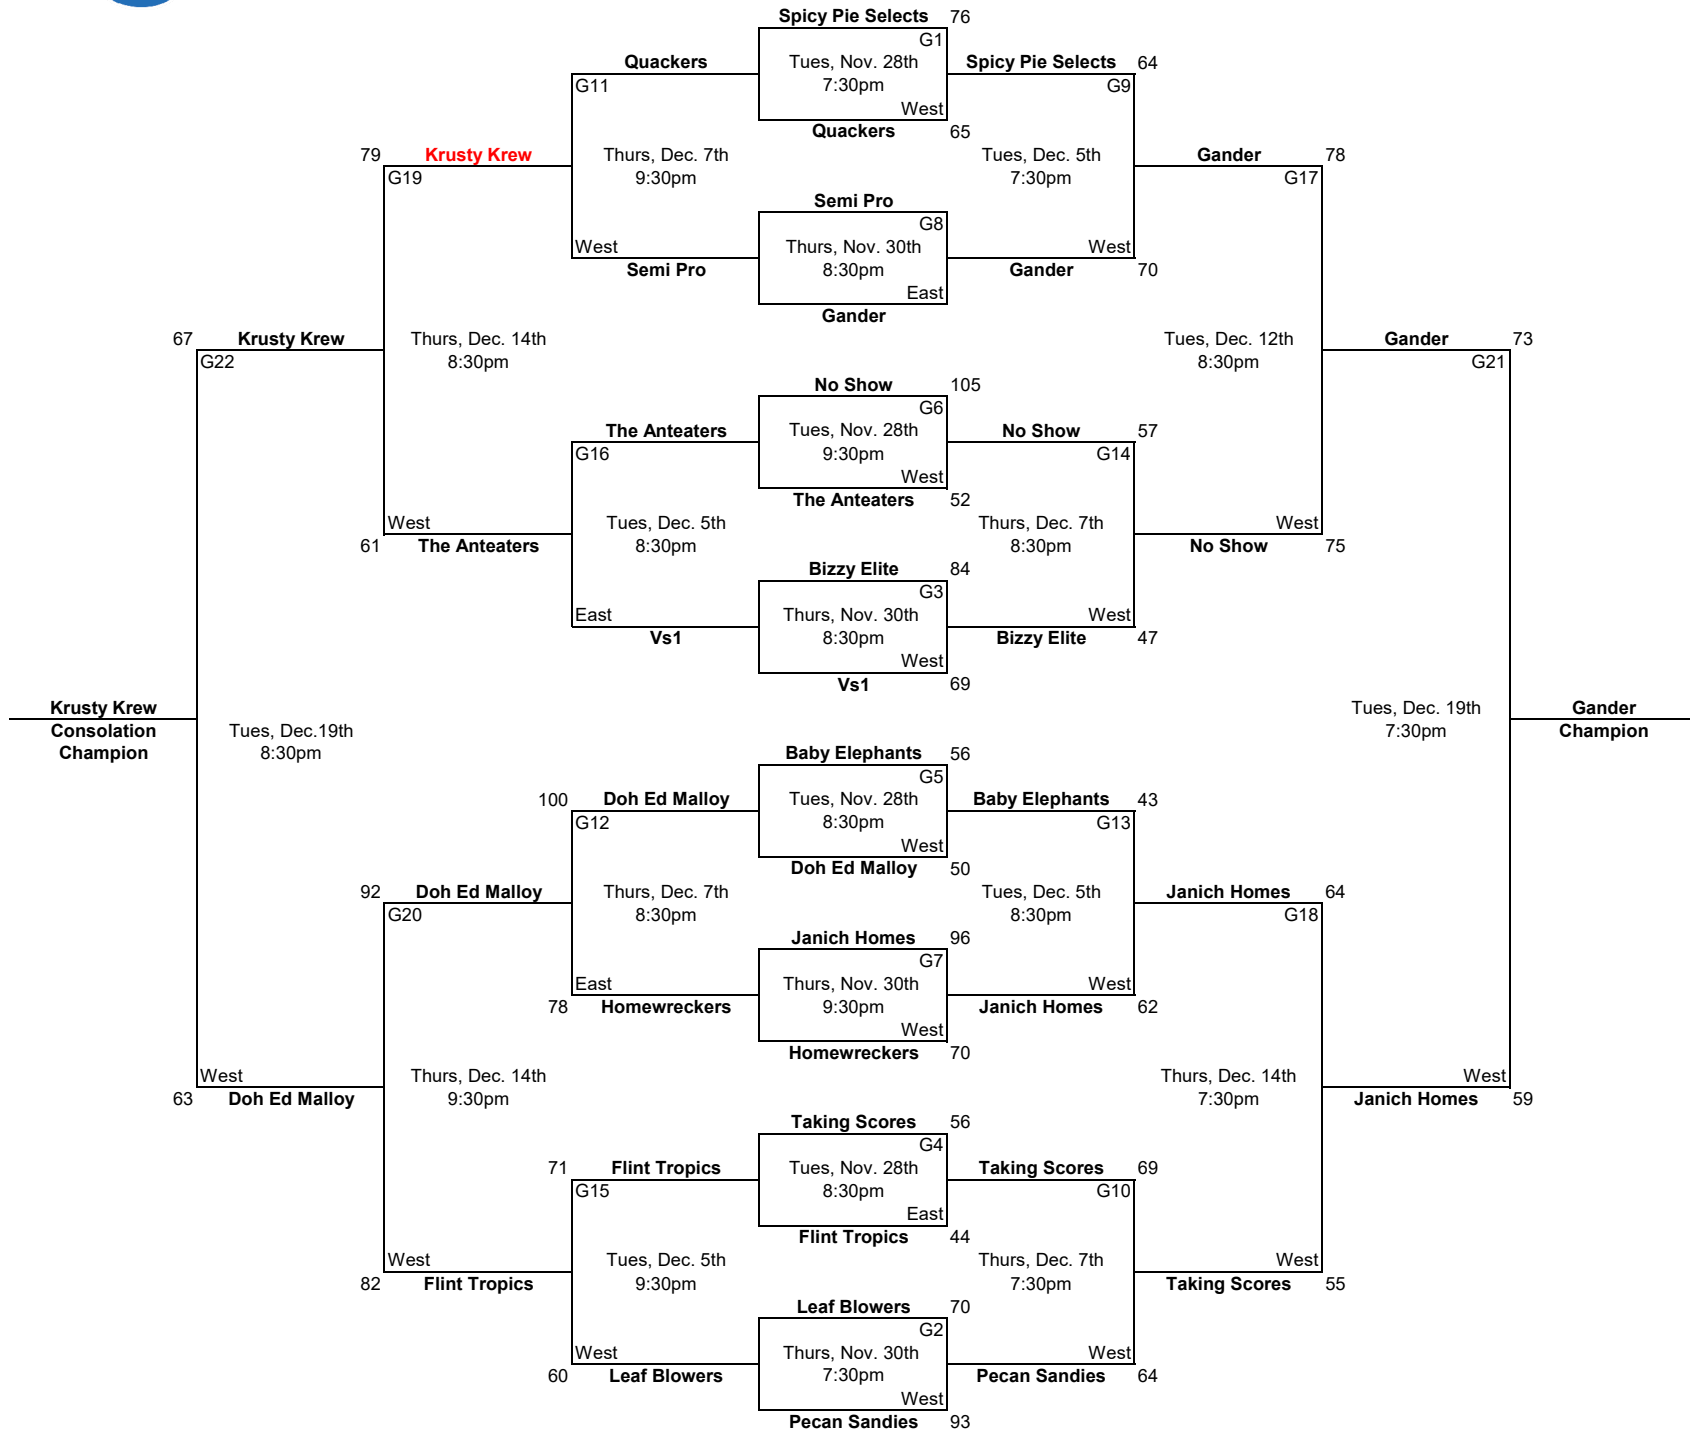 Spicy Pie Selects 76
G1
Quackers Tues, Nov. 28th Spicy Pie Selects 64
G11 7:30pm G9
West
Quackers 65
79 Krusty Krew Thurs, Dec. 7th Tues, Dec. 5th Gander 78
G19 9:30pm 7:30pm G17
Semi Pro
G8
West Thurs, Nov. 30th West
Semi Pro 8:30pm Gander 70
East
Gander
67 Krusty Krew Thurs, Dec. 14th Tues, Dec. 12th Gander 73
G22 8:30pm 8:30pm G21
No Show 105
G6
The Anteaters Tues, Nov. 28th No Show 57
G16 9:30pm G14
West
The Anteaters 52
West Tues, Dec. 5th Thurs, Dec. 7th West
61 The Anteaters 8:30pm 8:30pm No Show 75
Bizzy Elite 84
G3
East Thurs, Nov. 30th West
Vs1 8:30pm Bizzy Elite 47
West
Vs1 69
Krusty Krew Tues, Dec. 19th Gander
Consolation Tues, Dec.19th 7:30pm Champion
Champion 8:30pm
Baby Elephants 56
G5
100 Doh Ed Malloy Tues, Nov. 28th Baby Elephants 43
G12 8:30pm G13
West
Doh Ed Malloy 50
92 Doh Ed Malloy Thurs, Dec. 7th Tues, Dec. 5th Janich Homes 64
G20 8:30pm 8:30pm G18
Janich Homes 96
G7
East Thurs, Nov. 30th West
78 Homewreckers 9:30pm Janich Homes 62
West
Homewreckers 70
West Thurs, Dec. 14th Thurs, Dec. 14th West
63 Doh Ed Malloy 9:30pm 7:30pm Janich Homes 59
Taking Scores 56
G4
71 Flint Tropics Tues, Nov. 28th Taking Scores 69
G15 8:30pm G10
East
Flint Tropics 44
West Tues, Dec. 5th Thurs, Dec. 7th West
82 Flint Tropics 9:30pm 7:30pm Taking Scores 55
Leaf Blowers 70
G2
West Thurs, Nov. 30th West
60 Leaf Blowers 7:30pm Pecan Sandies 64
West
Pecan Sandies 93